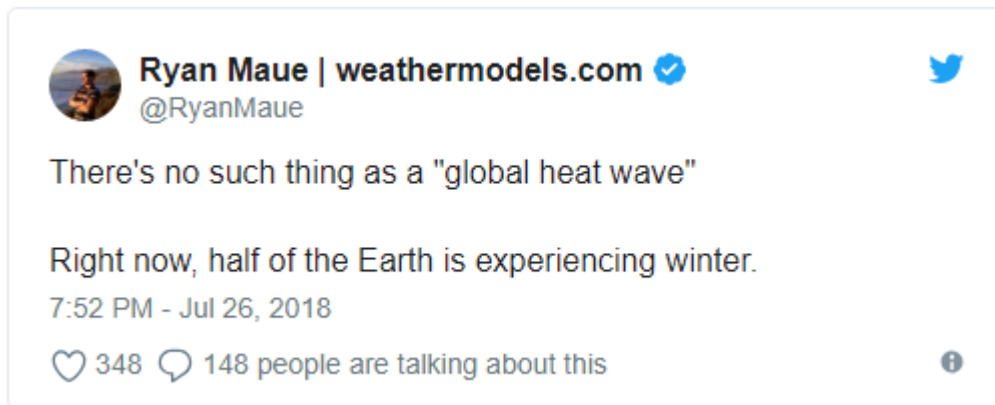 Ryan Maue | weathermodels.com
@RyanMaue
There's no such thing as a "global heat wave"
Right now, half of the Earth is experiencing winter.
7:52 PM - Jul 26, 2018
348 148 people are talking about this